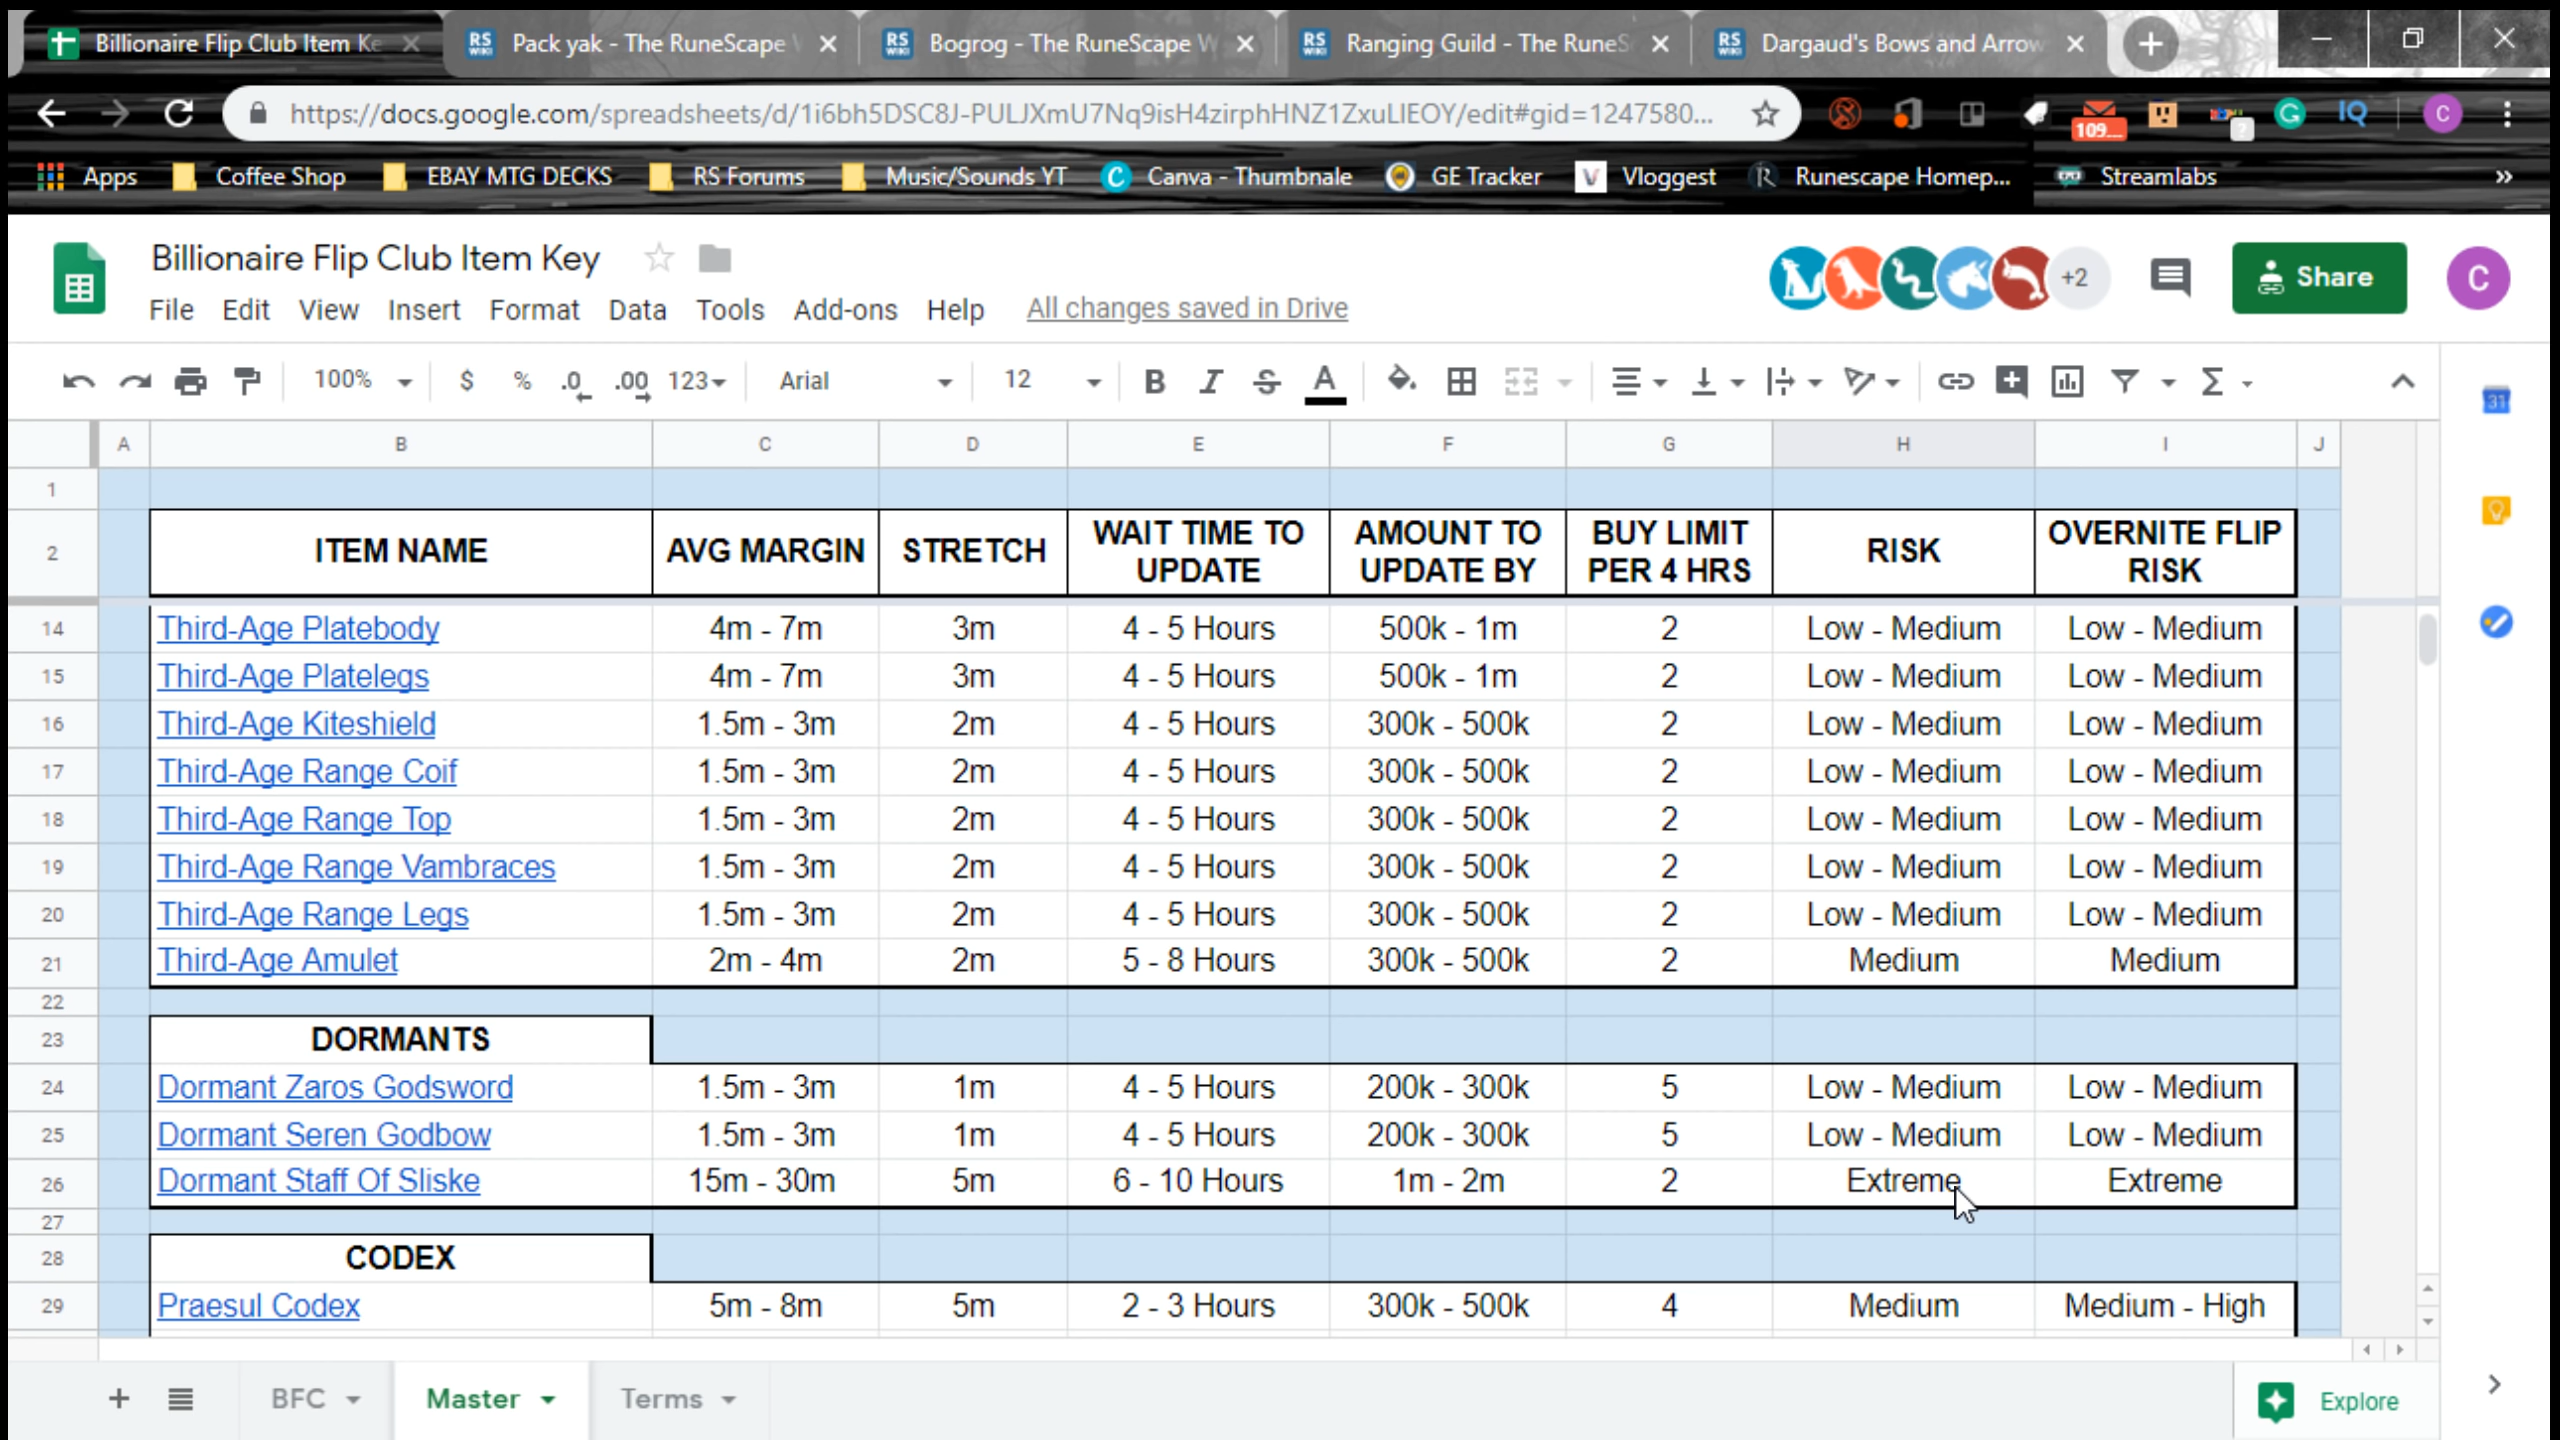 Billionaire Flip Club Item Ke
Pack yak - The RuneScape
Bogrog - The RuneScape W
Ranging Guild - The RuneS
Dargaud's Bows and Arrow
https://docs.google.com/spreadsheets/d/1i6bh5DSC8J-PULJXmU7Nq9isH4zirphHNZ1ZxuLlEOY/edit#gid=1247580...
109...
IQ
C
Apps
Coffee Shop
EBAY MTG DECKS
RS Forums
Music/Sounds YT
Canva - Thumbnale
GE Tracker
Vloggest
Runescape Homep...
Streamlabs
»
Billionaire Flip Club Item Key
+2
Share
C
File Edit View Insert Format Data Tools Add-ons Help All changes saved in Drive
100% $ % .0 .00 123 Arial 12 B I S A Σ
31
A B C D E F G H I J
1
2 ITEM NAME AVG MARGIN STRETCH WAIT TIME TO UPDATE AMOUNT TO UPDATE BY BUY LIMIT PER 4 HRS RISK OVERNITE FLIP RISK
14 Third-Age Platebody 4m - 7m 3m 4 - 5 Hours 500k - 1m 2 Low - Medium Low - Medium
15 Third-Age Platelegs 4m - 7m 3m 4 - 5 Hours 500k - 1m 2 Low - Medium Low - Medium
16 Third-Age Kiteshield 1.5m - 3m 2m 4 - 5 Hours 300k - 500k 2 Low - Medium Low - Medium
17 Third-Age Range Coif 1.5m - 3m 2m 4 - 5 Hours 300k - 500k 2 Low - Medium Low - Medium
18 Third-Age Range Top 1.5m - 3m 2m 4 - 5 Hours 300k - 500k 2 Low - Medium Low - Medium
19 Third-Age Range Vambraces 1.5m - 3m 2m 4 - 5 Hours 300k - 500k 2 Low - Medium Low - Medium
20 Third-Age Range Legs 1.5m - 3m 2m 4 - 5 Hours 300k - 500k 2 Low - Medium Low - Medium
21 Third-Age Amulet 2m - 4m 2m 5 - 8 Hours 300k - 500k 2 Medium Medium
22
23 DORMANTS
24 Dormant Zaros Godsword 1.5m - 3m 1m 4 - 5 Hours 200k - 300k 5 Low - Medium Low - Medium
25 Dormant Seren Godbow 1.5m - 3m 1m 4 - 5 Hours 200k - 300k 5 Low - Medium Low - Medium
26 Dormant Staff Of Sliske 15m - 30m 5m 6 - 10 Hours 1m - 2m 2 Extreme Extreme
27
28 CODEX
29 Praesul Codex 5m - 8m 5m 2 - 3 Hours 300k - 500k 4 Medium Medium - High
+ BFC Master Terms
Explore